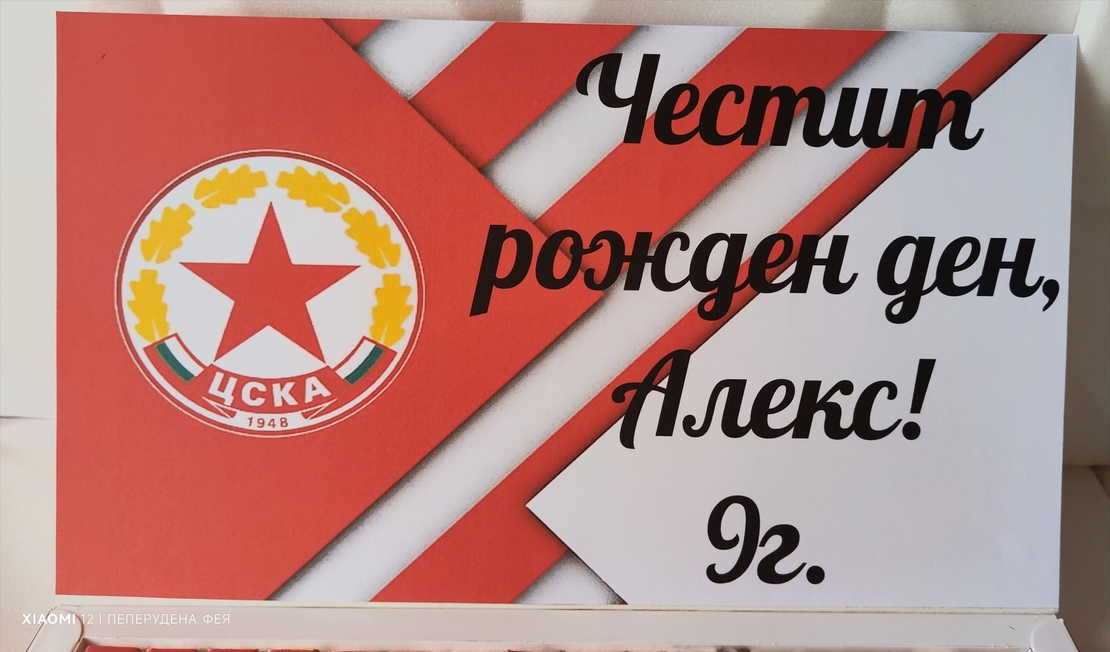 Честит
рожден ден,
Алекс!
9г.
ЦСКА
1948
XIAOMI 12 | ПЕПЕРУДЕНА ФЕЯ